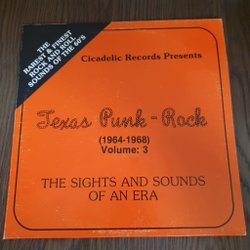 THE
RAREST & FINEST
ROCK AND ROLL
SOUNDS OF THE 60'S
Cicadelic Records Presents
Texas Punk-Rock
(1964-1968)
Volume: 3
THE SIGHTS AND SOUNDS
OF AN ERA